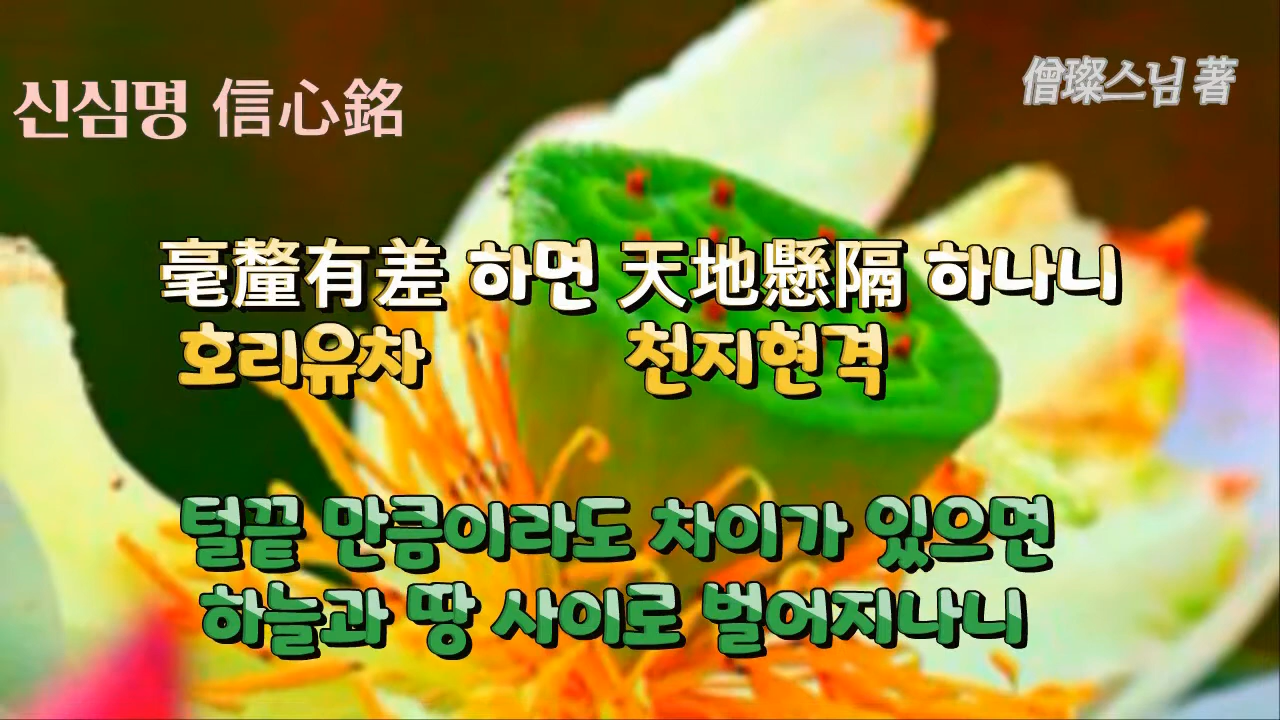 신심명 信心銘
僧璨스님 著
毫釐有差 하면 天地懸隔 하나니
호리유차 천지현격
털끝 만큼이라도 차이가 있으면
하늘과 땅 사이로 벌어지나니